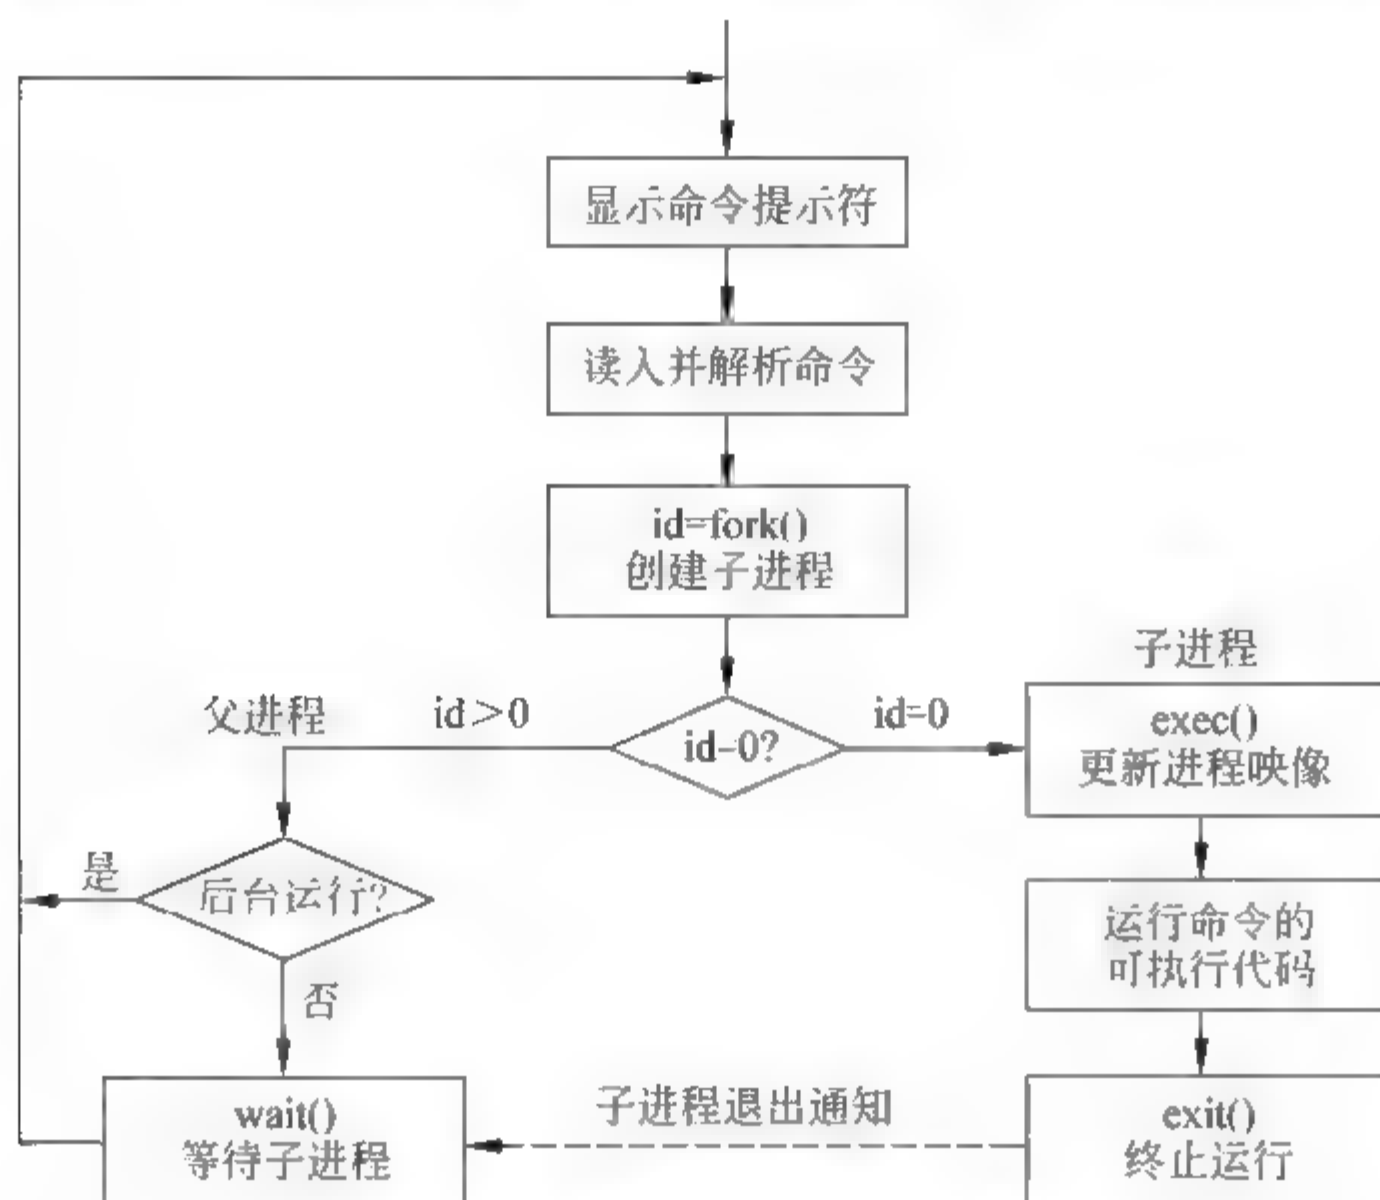 显示命令提示符
读入并解析命令
id=fork()
创建子进程
子进程
父进程
id>0
id=0?
id=0
exec()
更新进程映像
是
后台运行?
运行命令的
可执行代码
否
wait()
等待子进程
子进程退出通知
exit()
终止运行